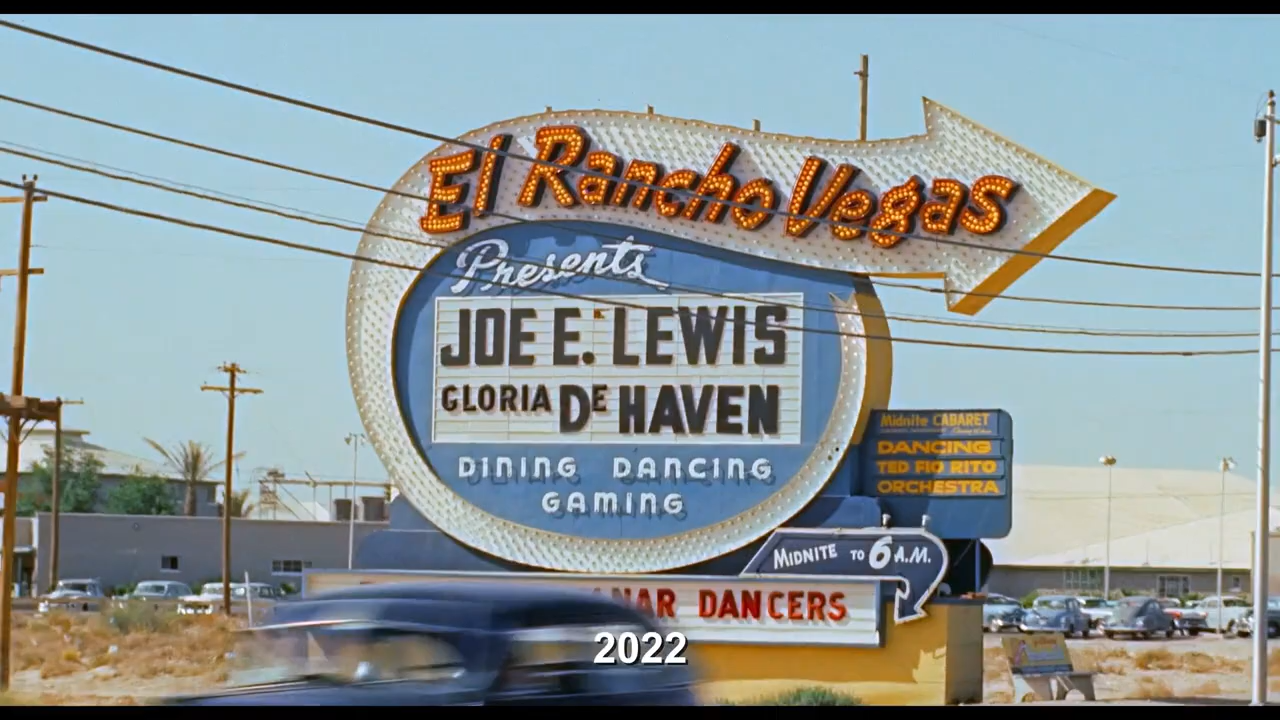 El Rancho Vegas
Presents
JOE E. LEWIS
GLORIA DE HAVEN
DINING DANCING
GAMING
Midnite CABARET
DANCING
TED FIO RITO
ORCHESTRA
MIDNITE TO 6 A.M.
DANCERS
2022